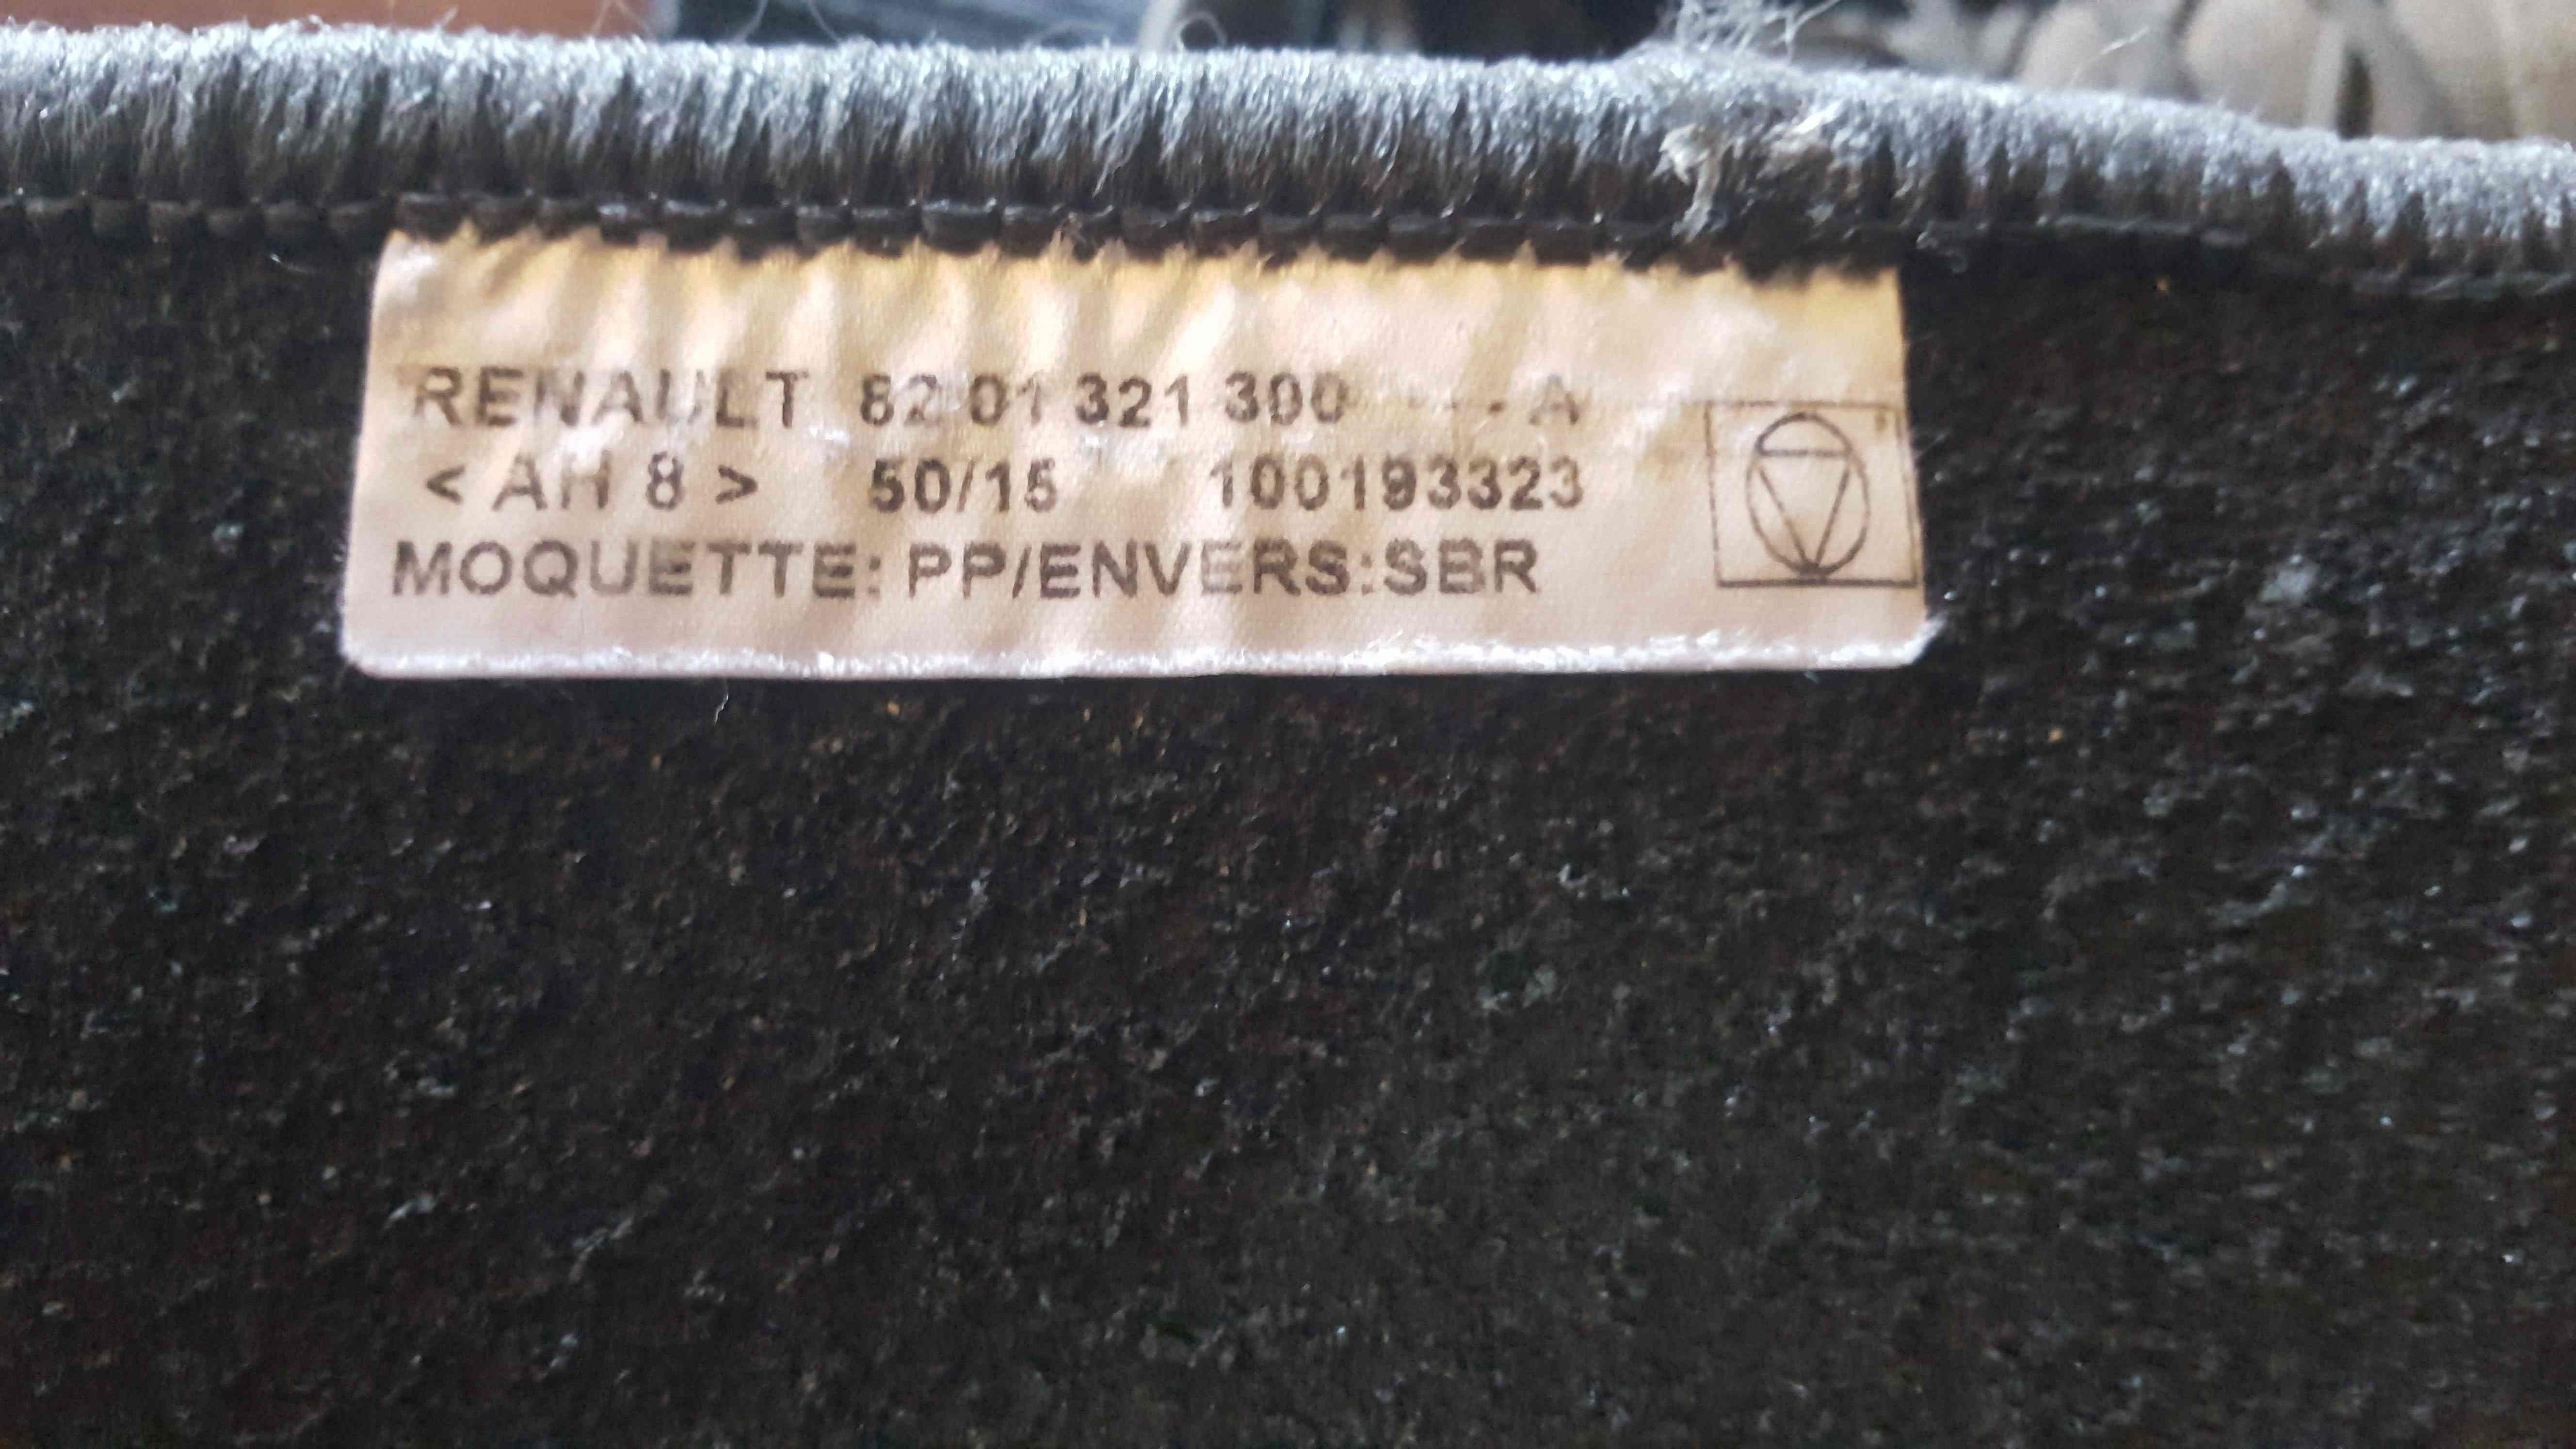 RENAULT 82 01 321 300 ---A
< AH 8 > 50/15 100193323
MOQUETTE: PP/ENVERS:SBR